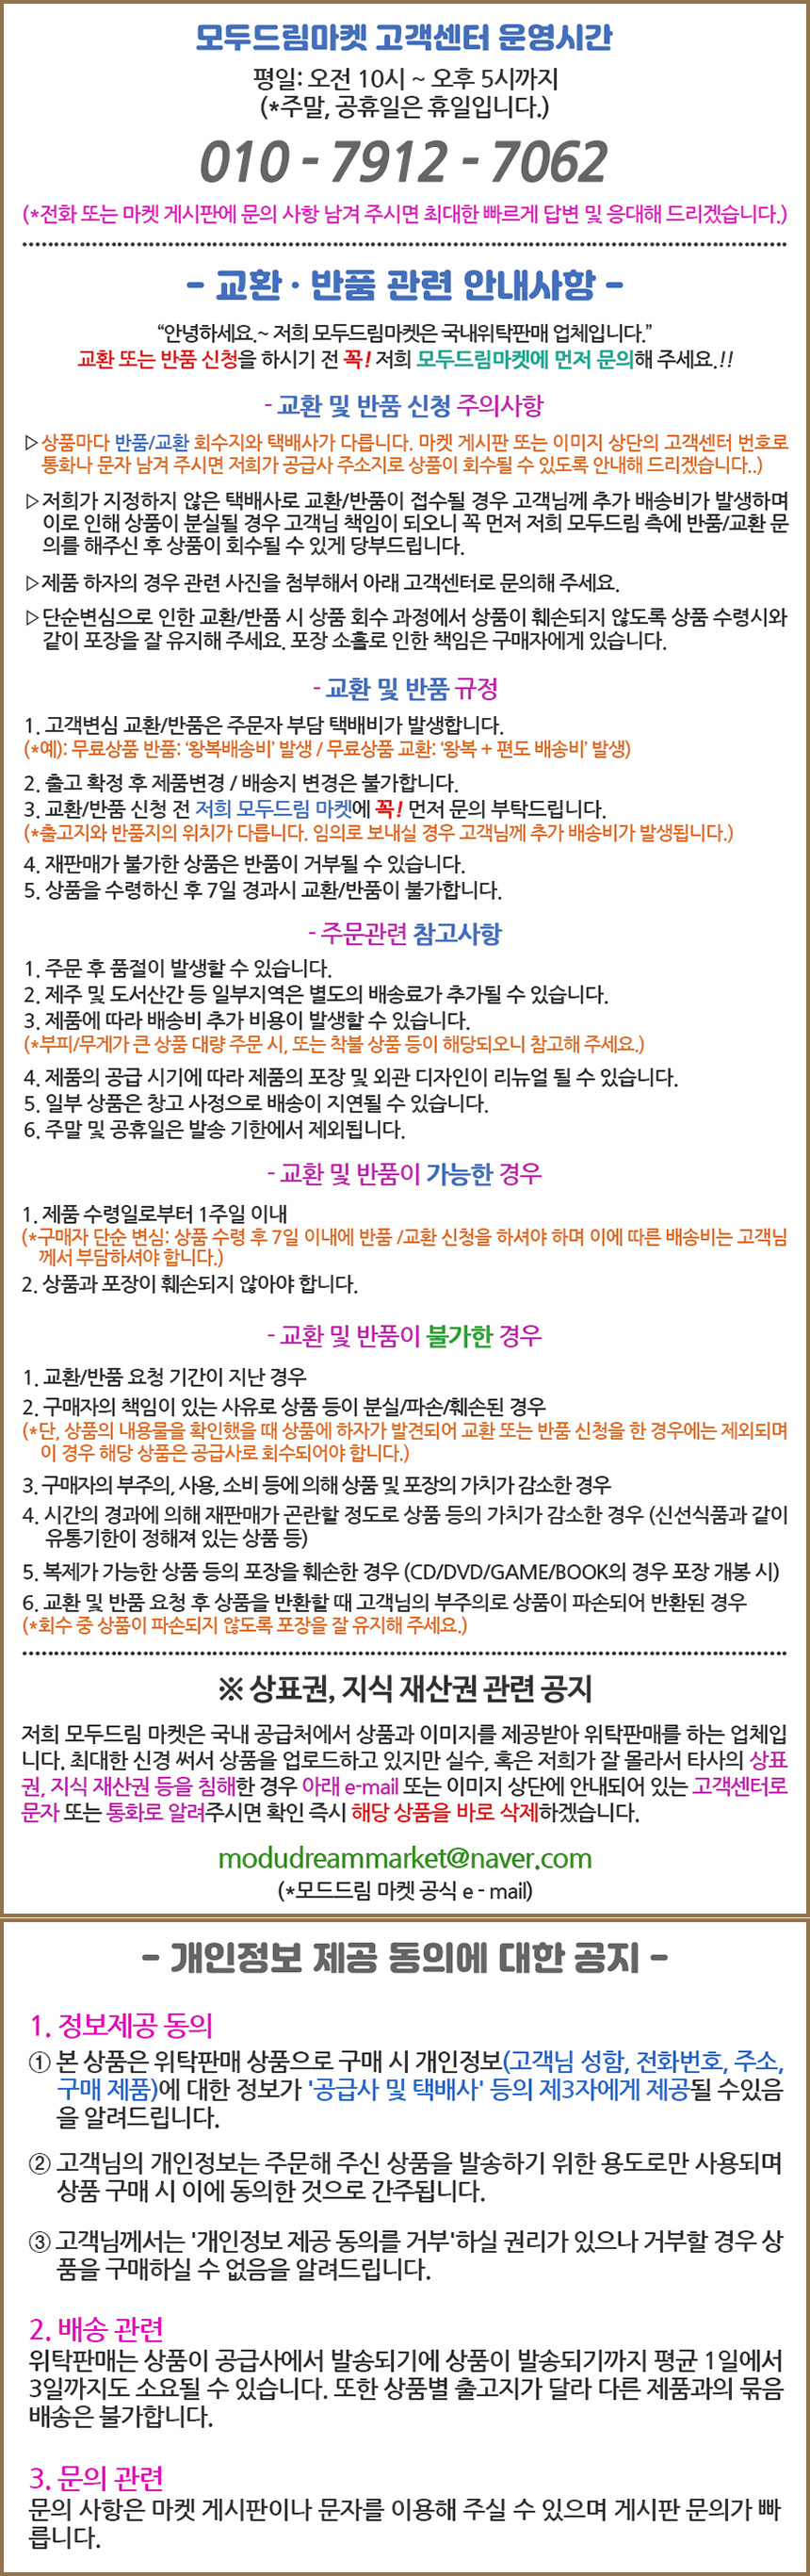 모두드림마켓 고객센터 운영시간
평일: 오전 10시 ~ 오후 5시까지
(*주말, 공휴일은 휴일입니다.)
010 - 7912 - 7062
(*전화 또는 마켓 게시판에 문의 사항 남겨 주시면 최대한 빠르게 답변 및 응대해 드리겠습니다.)
- 교환 · 반품 관련 안내사항 -
“안녕하세요.~ 저희 모두드림마켓은 국내위탁판매 업체입니다.”
교환 또는 반품 신청을 하시기 전 꼭! 저희 모두드림마켓에 먼저 문의해 주세요.!!
- 교환 및 반품 신청 주의사항
▷상품마다 반품/교환 회수지와 택배사가 다릅니다. 마켓 게시판 또는 이미지 상단의 고객센터 번호로
통화나 문자 남겨 주시면 저희가 공급사 주소지로 상품이 회수될 수 있도록 안내해 드리겠습니다..)
▷저희가 지정하지 않은 택배사로 교환/반품이 접수될 경우 고객님께 추가 배송비가 발생하며
이로 인해 상품이 분실될 경우 고객님 책임이 되오니 꼭 먼저 저희 모두드림 측에 반품/교환 문
의를 해주신 후 상품이 회수될 수 있게 당부드립니다.
▷제품 하자의 경우 관련 사진을 첨부해서 아래 고객센터로 문의해 주세요.
▷단순변심으로 인한 교환/반품 시 상품 회수 과정에서 상품이 훼손되지 않도록 상품 수령시와
같이 포장을 잘 유지해 주세요. 포장 소홀로 인한 책임은 구매자에게 있습니다.
- 교환 및 반품 규정
1. 고객변심 교환/반품은 주문자 부담 택배비가 발생합니다.
(*예): 무료상품 반품: ‘왕복배송비’ 발생 / 무료상품 교환: ‘왕복 + 편도 배송비’ 발생)
2. 출고 확정 후 제품변경 / 배송지 변경은 불가합니다.
3. 교환/반품 신청 전 저희 모두드림 마켓에 꼭! 먼저 문의 부탁드립니다.
(*출고지와 반품지의 위치가 다릅니다. 임의로 보내실 경우 고객님께 추가 배송비가 발생됩니다.)
4. 재판매가 불가한 상품은 반품이 거부될 수 있습니다.
5. 상품을 수령하신 후 7일 경과시 교환/반품이 불가합니다.
- 주문관련 참고사항
1. 주문 후 품절이 발생할 수 있습니다.
2. 제주 및 도서산간 등 일부지역은 별도의 배송료가 추가될 수 있습니다.
3. 제품에 따라 배송비 추가 비용이 발생할 수 있습니다.
(*부피/무게가 큰 상품 대량 주문 시, 또는 착불 상품 등이 해당되오니 참고해 주세요.)
4. 제품의 공급 시기에 따라 제품의 포장 및 외관 디자인이 리뉴얼 될 수 있습니다.
5. 일부 상품은 창고 사정으로 배송이 지연될 수 있습니다.
6. 주말 및 공휴일은 발송 기한에서 제외됩니다.
- 교환 및 반품이 가능한 경우
1. 제품 수령일로부터 1주일 이내
(*구매자 단순 변심: 상품 수령 후 7일 이내에 반품 /교환 신청을 하셔야 하며 이에 따른 배송비는 고객님
께서 부담하셔야 합니다.)
2. 상품과 포장이 훼손되지 않아야 합니다.
- 교환 및 반품이 불가한 경우
1. 교환/반품 요청 기간이 지난 경우
2. 구매자의 책임이 있는 사유로 상품 등이 분실/파손/훼손된 경우
(*단, 상품의 내용물을 확인했을 때 상품에 하자가 발견되어 교환 또는 반품 신청을 한 경우에는 제외되며
이 경우 해당 상품은 공급사로 회수되어야 합니다.)
3. 구매자의 부주의, 사용, 소비 등에 의해 상품 및 포장의 가치가 감소한 경우
4. 시간의 경과에 의해 재판매가 곤란할 정도로 상품 등의 가치가 감소한 경우 (신선식품과 같이
유통기한이 정해져 있는 상품 등)
5. 복제가 가능한 상품 등의 포장을 훼손한 경우 (CD/DVD/GAME/BOOK의 경우 포장 개봉 시)
6. 교환 및 반품 요청 후 상품을 반환할 때 고객님의 부주의로 상품이 파손되어 반환된 경우
(*회수 중 상품이 파손되지 않도록 포장을 잘 유지해 주세요.)
※ 상표권, 지식 재산권 관련 공지
저희 모두드림 마켓은 국내 공급처에서 상품과 이미지를 제공받아 위탁판매를 하는 업체입
니다. 최대한 신경 써서 상품을 업로드하고 있지만 실수, 혹은 저희가 잘 몰라서 타사의 상표
권, 지식 재산권 등을 침해한 경우 아래 e-mail 또는 이미지 상단에 안내되어 있는 고객센터로
문자 또는 통화로 알려주시면 확인 즉시 해당 상품을 바로 삭제하겠습니다.
modudreammarket@naver.com
(*모드드림 마켓 공식 e - mail)
- 개인정보 제공 동의에 대한 공지 -
1. 정보제공 동의
① 본 상품은 위탁판매 상품으로 구매 시 개인정보(고객님 성함, 전화번호, 주소,
구매 제품)에 대한 정보가 '공급사 및 택배사' 등의 제3자에게 제공될 수있음
을 알려드립니다.
② 고객님의 개인정보는 주문해 주신 상품을 발송하기 위한 용도로만 사용되며
상품 구매 시 이에 동의한 것으로 간주됩니다.
③ 고객님께서는 '개인정보 제공 동의를 거부'하실 권리가 있으나 거부할 경우 상
품을 구매하실 수 없음을 알려드립니다.
2. 배송 관련
위탁판매는 상품이 공급사에서 발송되기에 상품이 발송되기까지 평균 1일에서
3일까지도 소요될 수 있습니다. 또한 상품별 출고지가 달라 다른 제품과의 묶음
배송은 불가합니다.
3. 문의 관련
문의 사항은 마켓 게시판이나 문자를 이용해 주실 수 있으며 게시판 문의가 빠
릅니다.